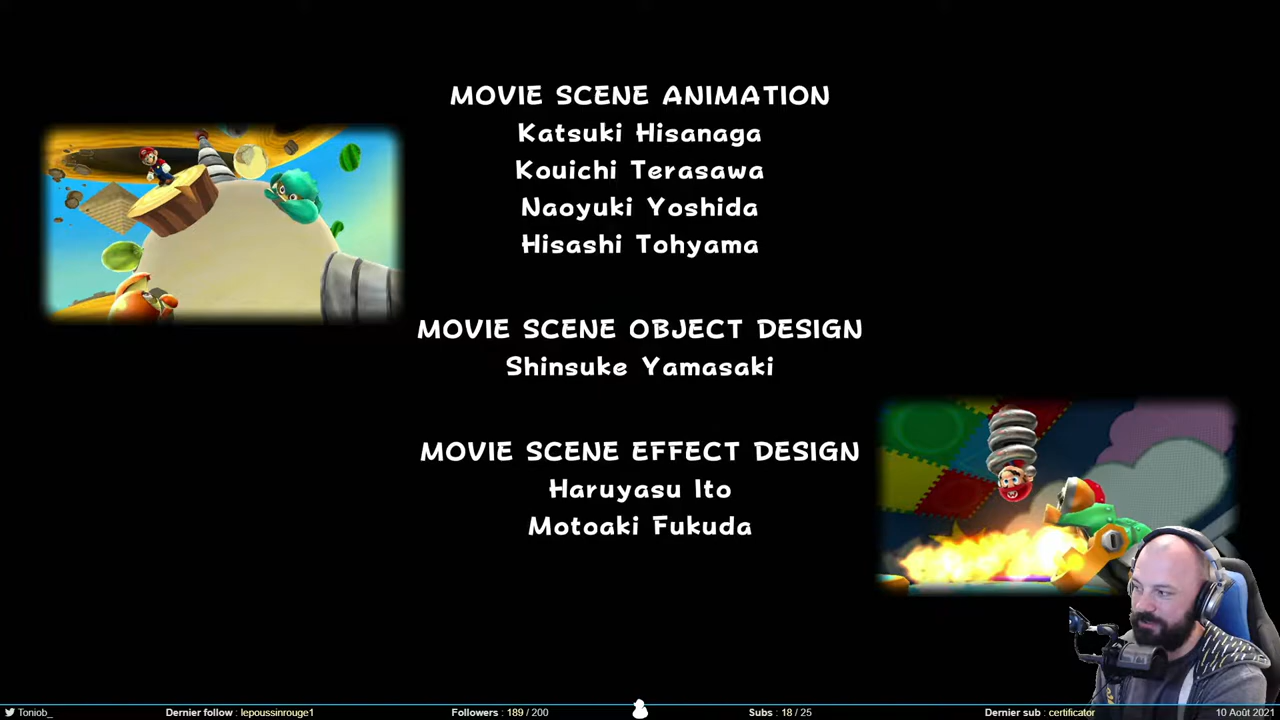 MOVIE SCENE ANIMATION
Katsuki Hisanaga
Kouichi Terasawa
Naoyuki Yoshida
Hisashi Tohyama
MOVIE SCENE OBJECT DESIGN
Shinsuke Yamasaki
MOVIE SCENE EFFECT DESIGN
Haruyasu Ito
Motoaki Fukuda
Toniob_ Dernier follow : lepoussinrouge1 Followers : 189 / 200 Subs : 18 / 25 Dernier sub : certificator 10 Août 2021